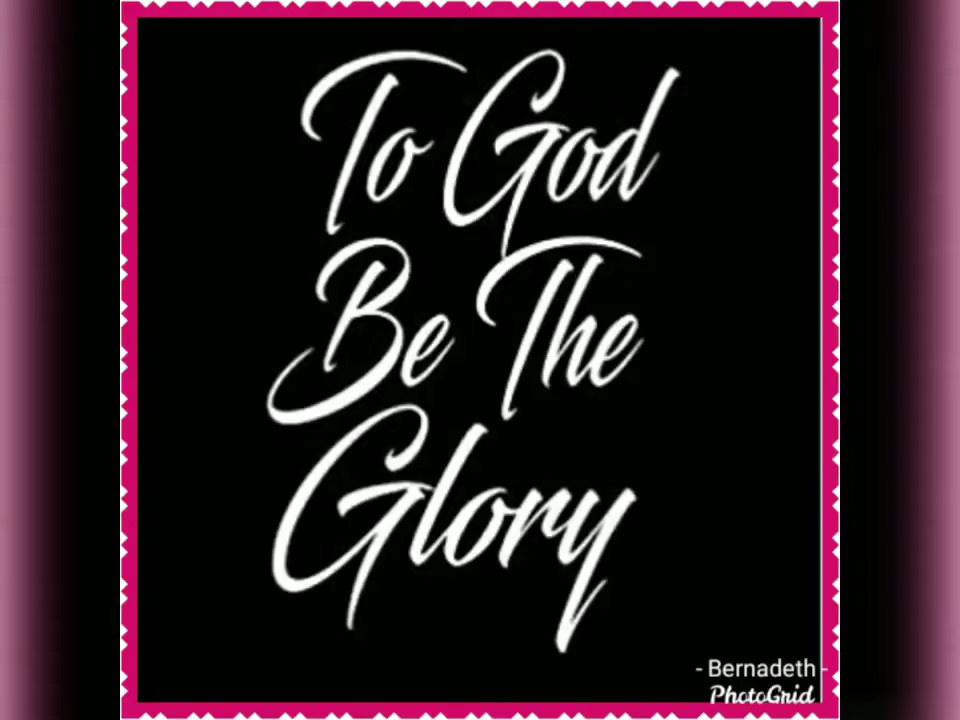 To God
Be The
Glory
- Bernadeth -
PhotoGrid